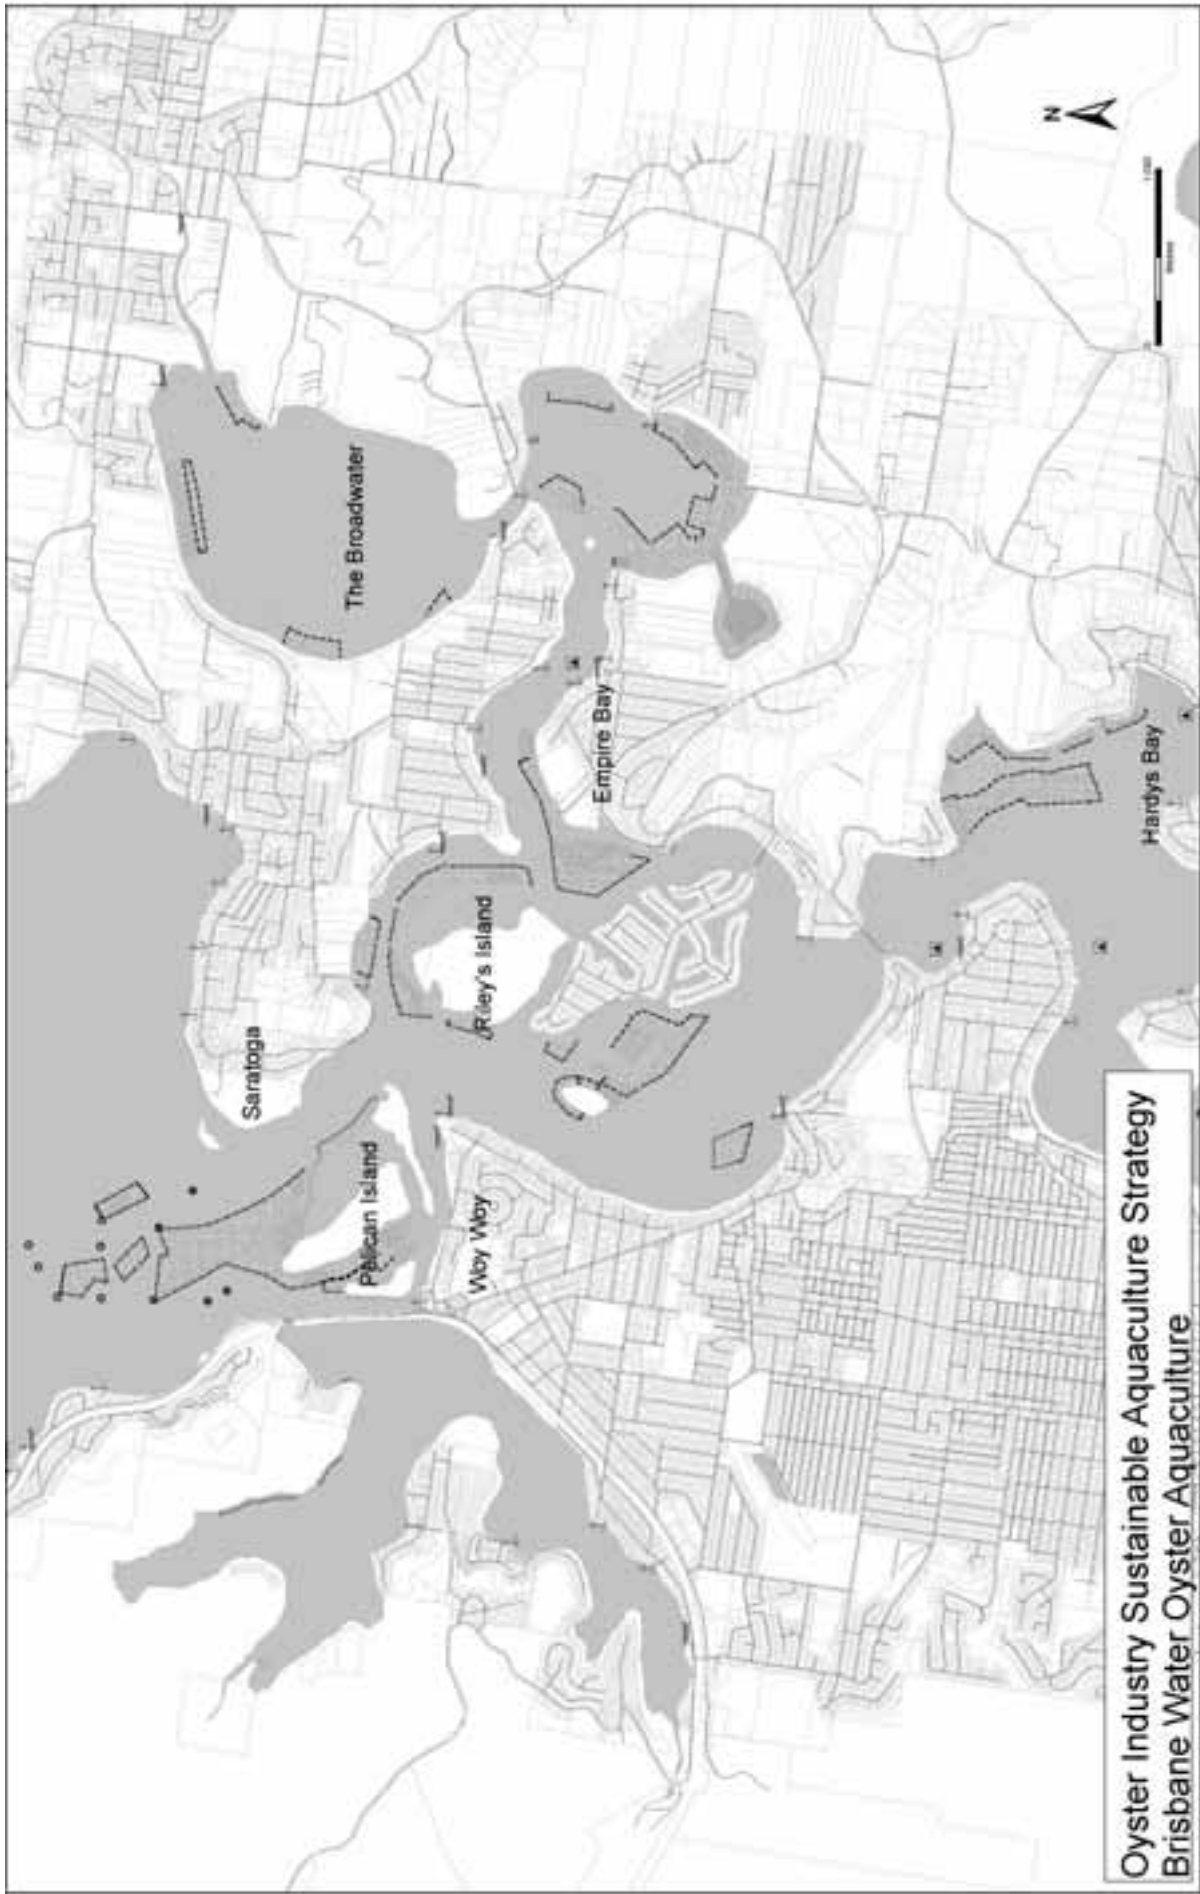 The Broadwater
Saratoga
Pelican Island
Riley's Island
Empire Bay
Woy Woy
Hardys Bay
N
0
Oyster Industry Sustainable Aquaculture Strategy
Brisbane Water Oyster Aquaculture